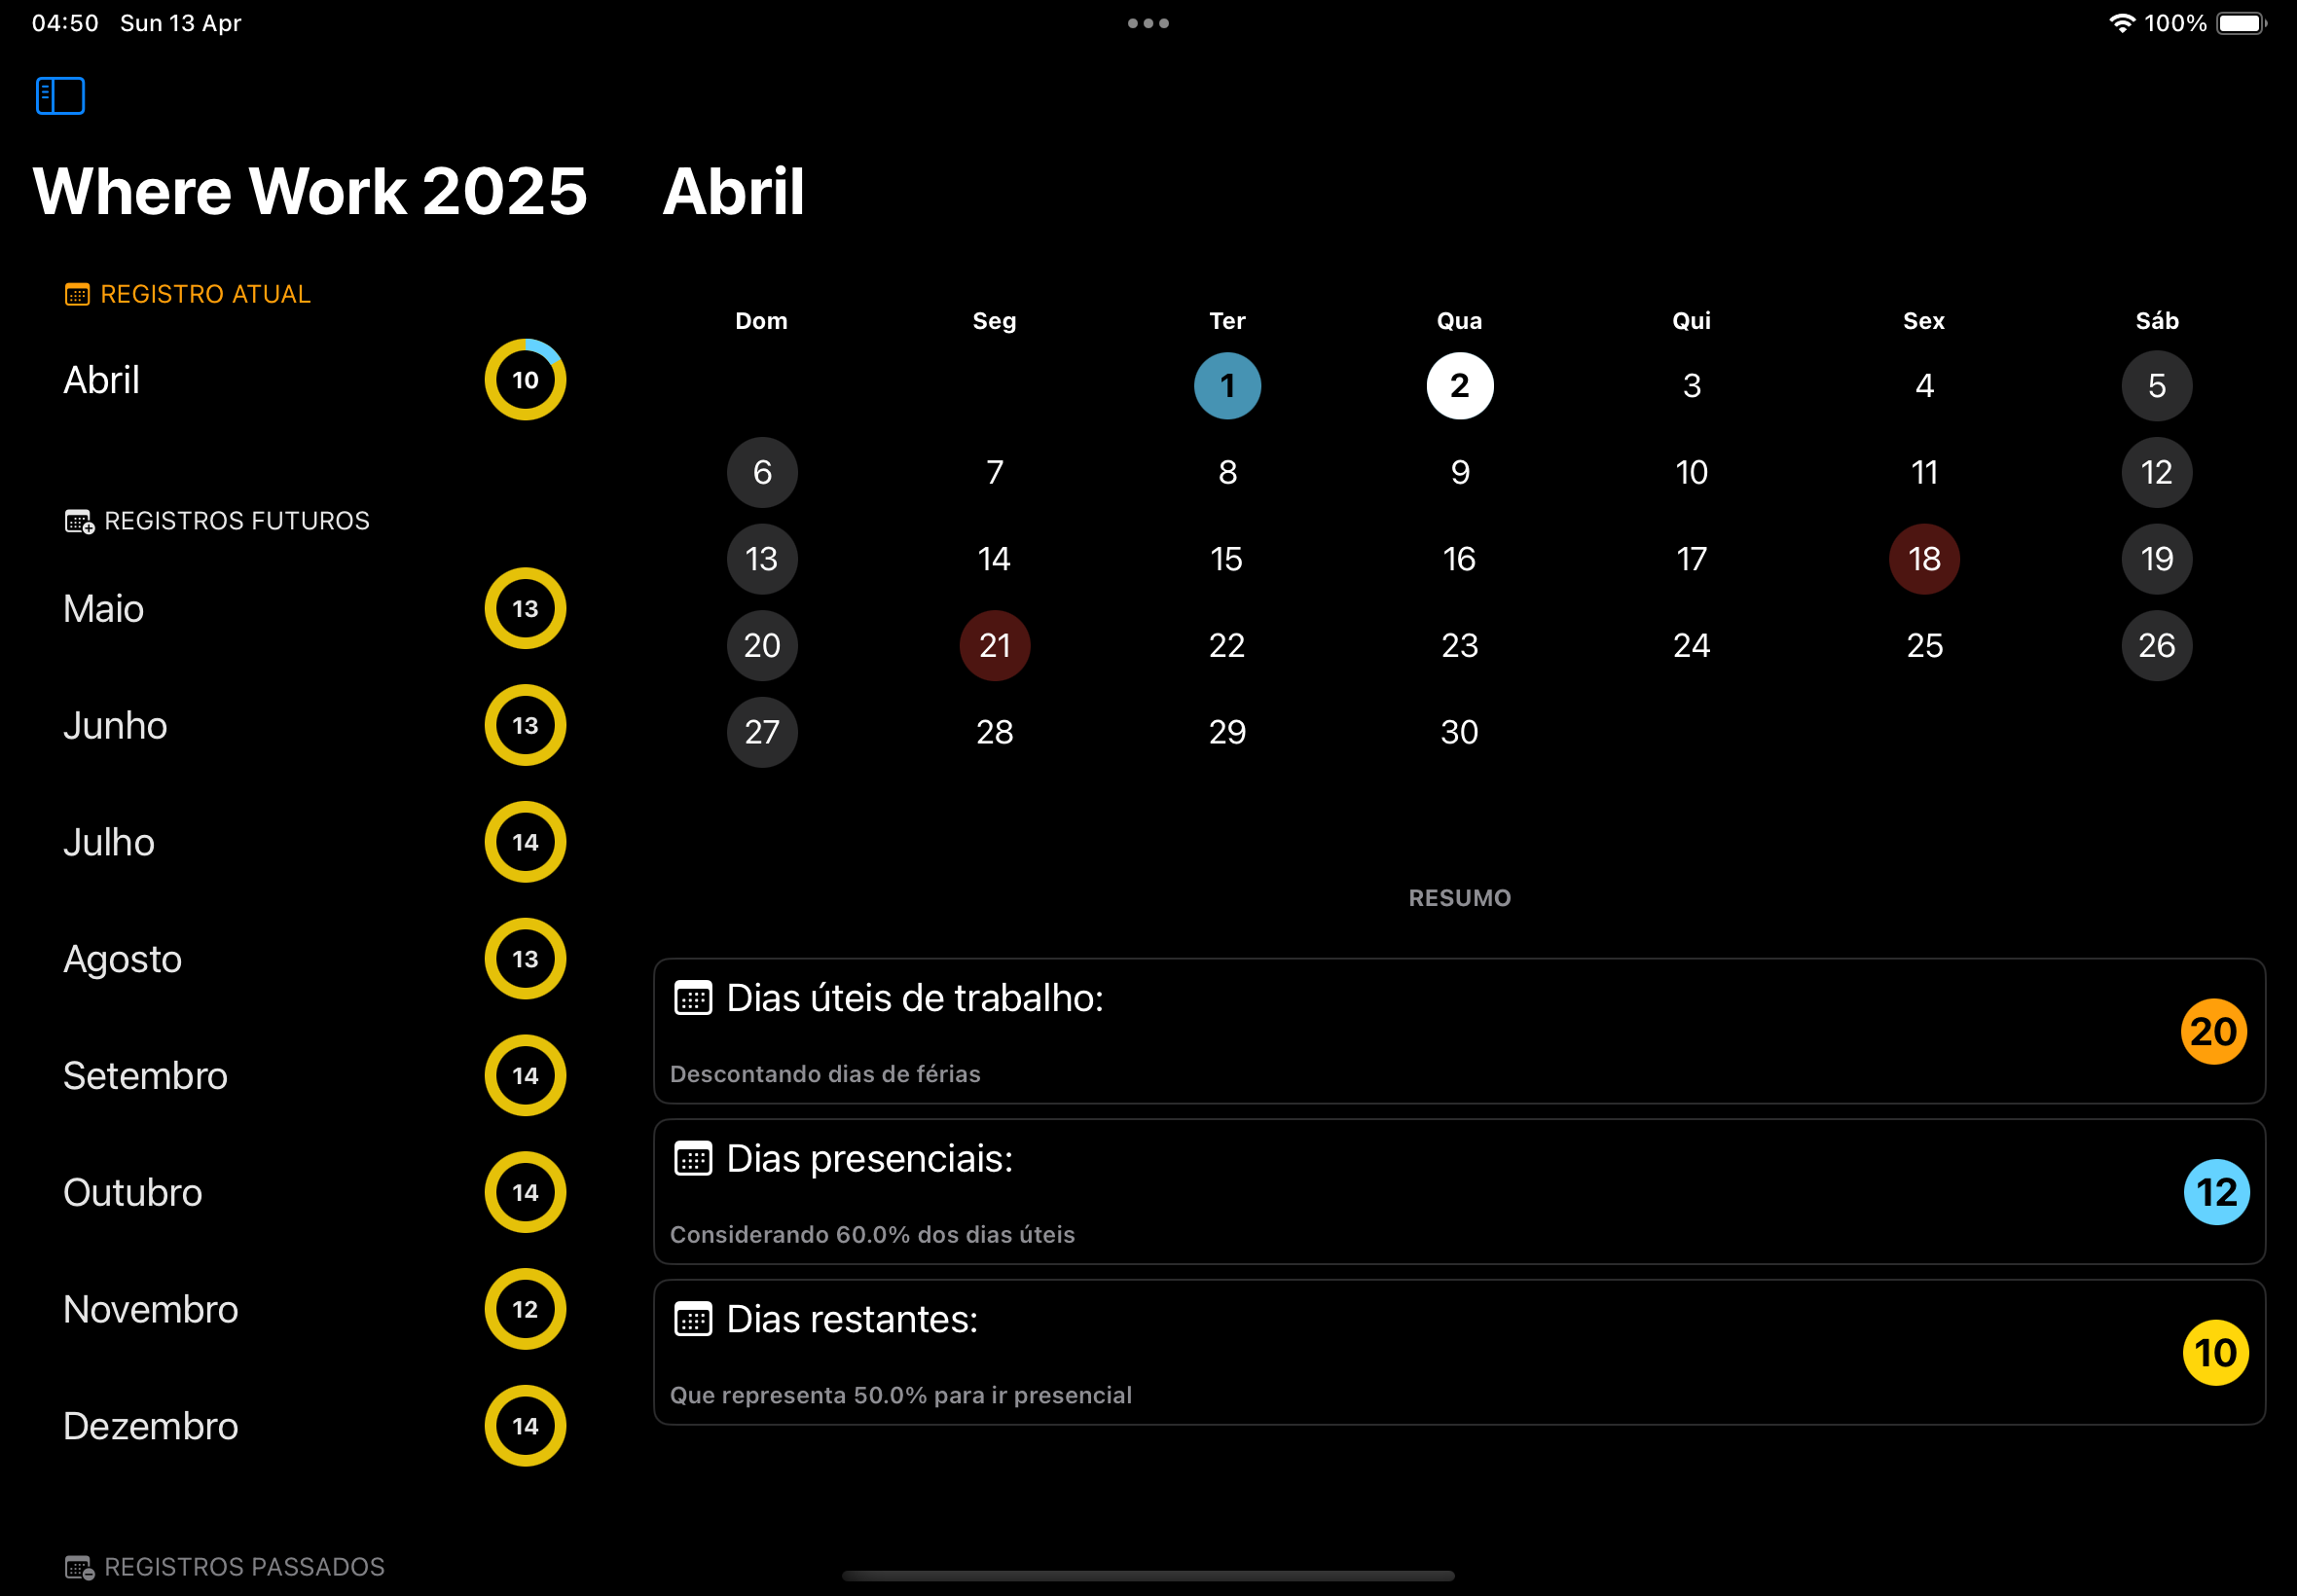 04:50 Sun 13 Apr
100%
Where Work 2025
REGISTRO ATUAL
Abril 10
REGISTROS FUTUROS
Maio 13
Junho 13
Julho 14
Agosto 13
Setembro 14
Outubro 14
Novembro 12
Dezembro 14
REGISTROS PASSADOS
Abril
Dom Seg Ter Qua Qui Sex Sáb
1 2 3 4 5
6 7 8 9 10 11 12
13 14 15 16 17 18 19
20 21 22 23 24 25 26
27 28 29 30
RESUMO
Dias úteis de trabalho:
20
Descontando dias de férias
Dias presenciais:
12
Considerando 60.0% dos dias úteis
Dias restantes:
10
Que representa 50.0% para ir presencial